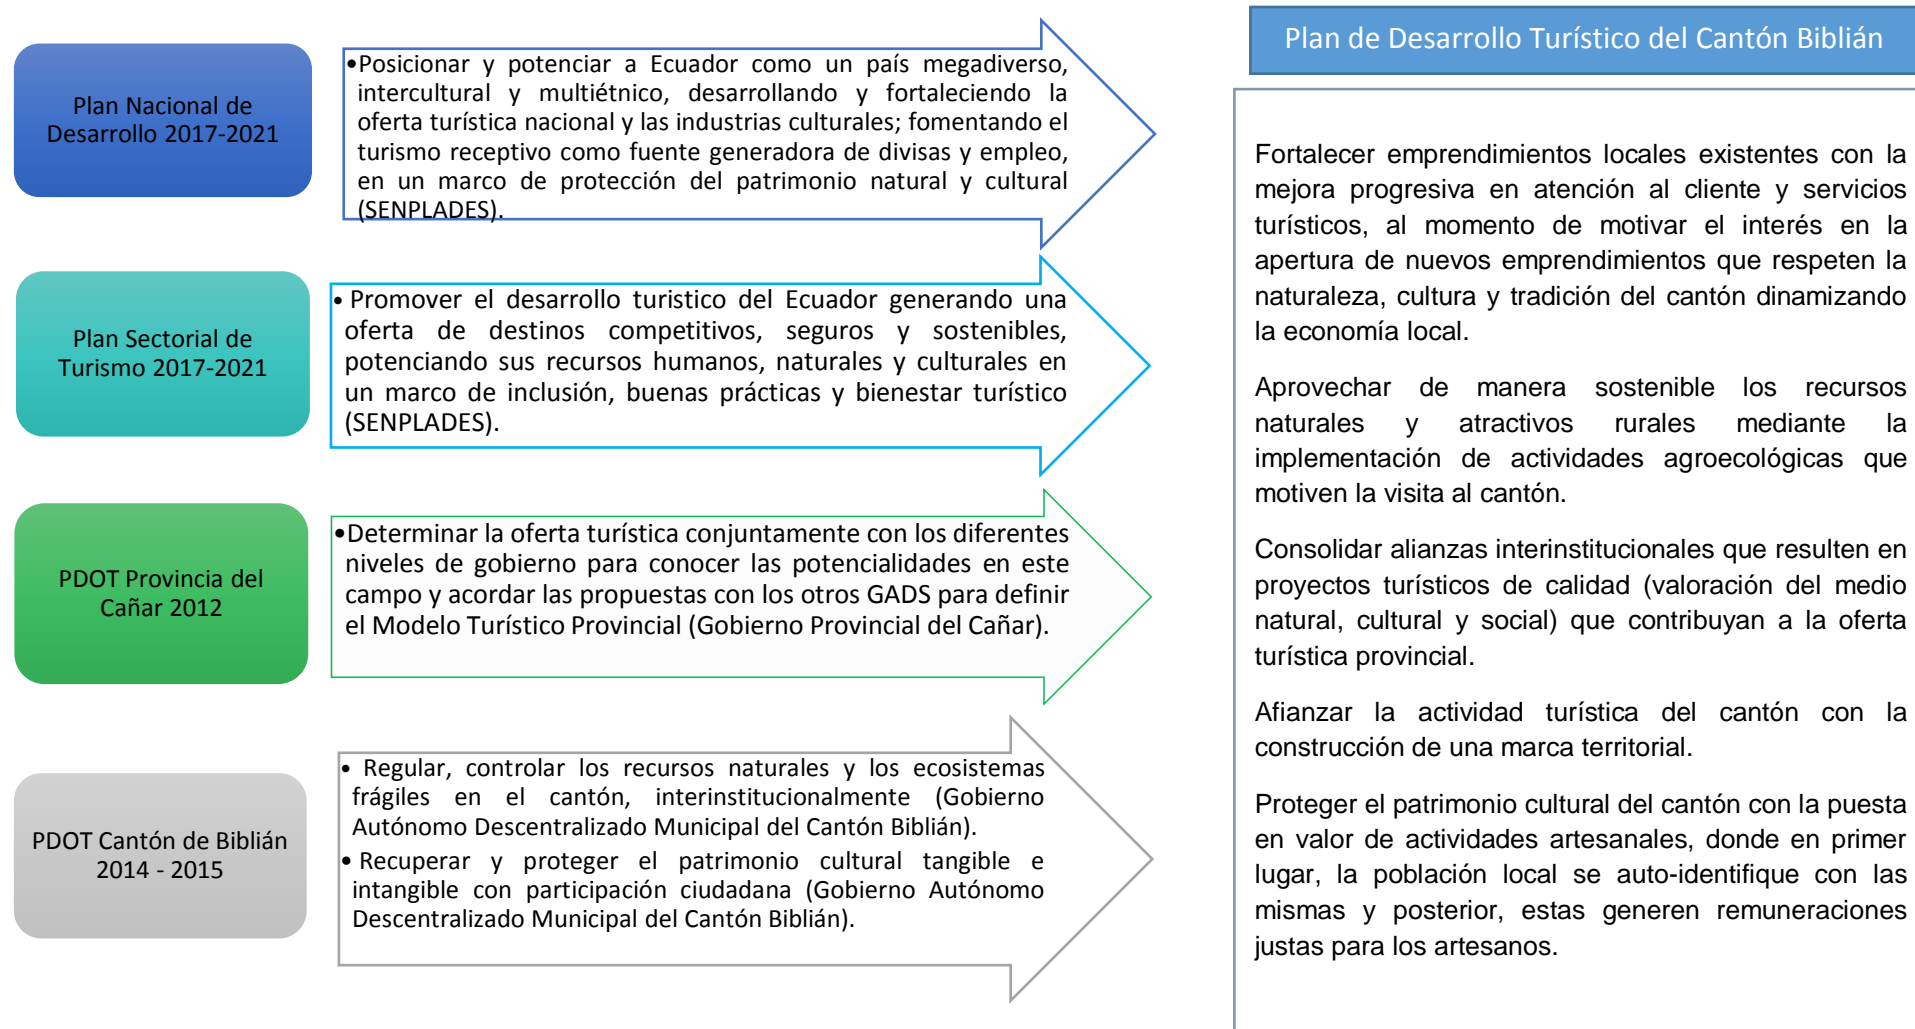 Plan Nacional de
Desarrollo 2017-2021
•Posicionar y potenciar a Ecuador como un país megadiverso,
intercultural y multiétnico, desarrollando y fortaleciendo la
oferta turística nacional y las industrias culturales; fomentando el
turismo receptivo como fuente generadora de divisas y empleo,
en un marco de protección del patrimonio natural y cultural
(SENPLADES).
Plan Sectorial de
Turismo 2017-2021
• Promover el desarrollo turistico del Ecuador generando una
oferta de destinos competitivos, seguros y sostenibles,
potenciando sus recursos humanos, naturales y culturales en
un marco de inclusión, buenas prácticas y bienestar turístico
(SENPLADES).
PDOT Provincia del
Cañar 2012
•Determinar la oferta turística conjuntamente con los diferentes
niveles de gobierno para conocer las potencialidades en este
campo y acordar las propuestas con los otros GADS para definir
el Modelo Turístico Provincial (Gobierno Provincial del Cañar).
PDOT Cantón de Biblián
2014 - 2015
• Regular, controlar los recursos naturales y los ecosistemas
frágiles en el cantón, interinstitucionalmente (Gobierno
Autónomo Descentralizado Municipal del Cantón Biblián).
• Recuperar y proteger el patrimonio cultural tangible e
intangible con participación ciudadana (Gobierno Autónomo
Descentralizado Municipal del Cantón Biblián).
Plan de Desarrollo Turístico del Cantón Biblián
Fortalecer emprendimientos locales existentes con la
mejora progresiva en atención al cliente y servicios
turísticos, al momento de motivar el interés en la
apertura de nuevos emprendimientos que respeten la
naturaleza, cultura y tradición del cantón dinamizando
la economía local.
Aprovechar de manera sostenible los recursos
naturales y atractivos rurales mediante la
implementación de actividades agroecológicas que
motiven la visita al cantón.
Consolidar alianzas interinstitucionales que resulten en
proyectos turísticos de calidad (valoración del medio
natural, cultural y social) que contribuyan a la oferta
turística provincial.
Afianzar la actividad turística del cantón con la
construcción de una marca territorial.
Proteger el patrimonio cultural del cantón con la puesta
en valor de actividades artesanales, donde en primer
lugar, la población local se auto-identifique con las
mismas y posterior, estas generen remuneraciones
justas para los artesanos.